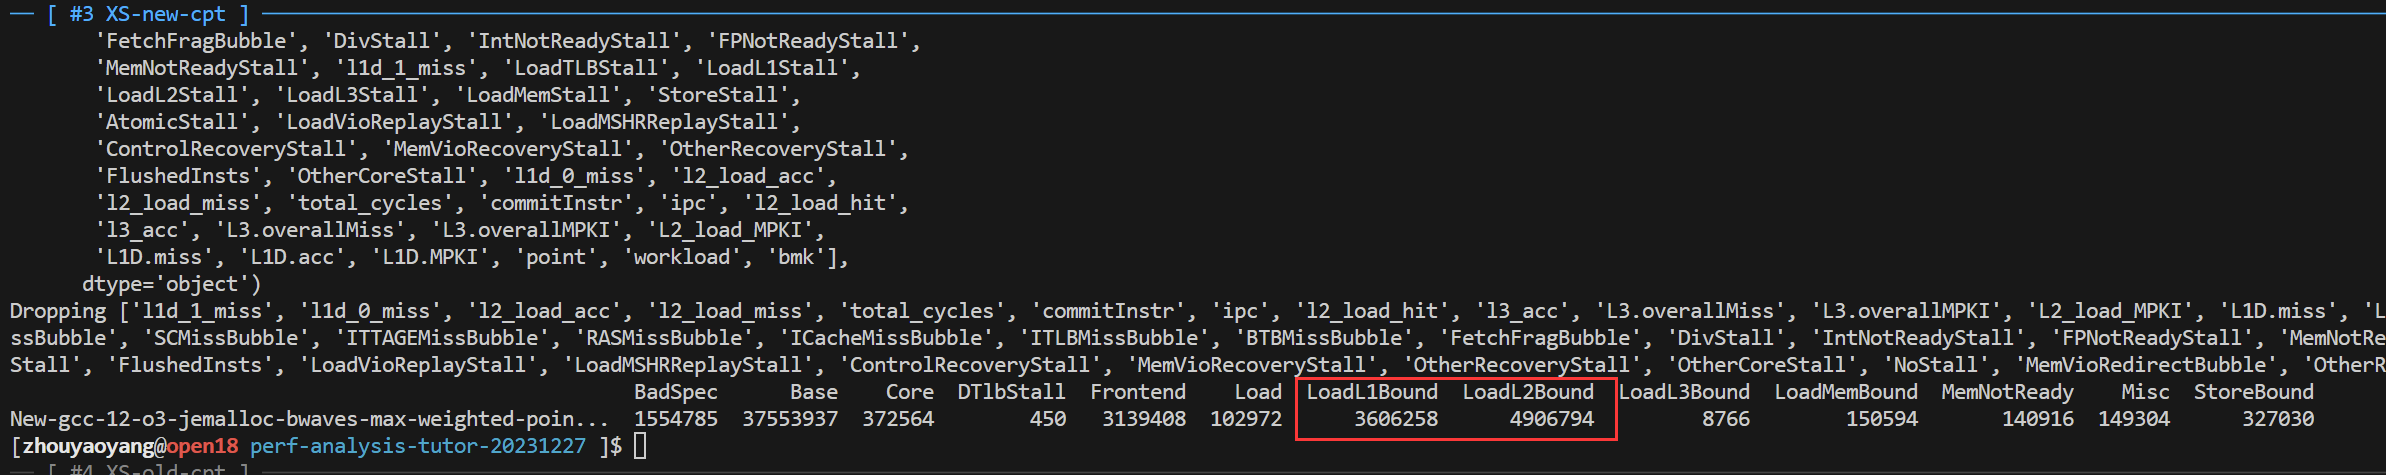 [ #3 XS-new-cpt ]
'FetchFragBubble', 'DivStall', 'IntNotReadyStall', 'FPNotReadyStall',
'MemNotReadyStall', 'l1d_1_miss', 'LoadTLBStall', 'LoadL1Stall',
'LoadL2Stall', 'LoadL3Stall', 'LoadMemStall', 'StoreStall',
'AtomicStall', 'LoadVioReplayStall', 'LoadMSHRReplayStall',
'ControlRecoveryStall', 'MemVioRecoveryStall', 'OtherRecoveryStall',
'FlushedInsts', 'OtherCoreStall', 'l1d_0_miss', 'l2_load_acc',
'l2_load_miss', 'total_cycles', 'commitInstr', 'ipc', 'l2_load_hit',
'l3_acc', 'L3.overallMiss', 'L3.overallMPKI', 'L2_load_MPKI',
'L1D.miss', 'L1D.acc', 'L1D.MPKI', 'point', 'workload', 'bmk'],
dtype='object')
Dropping ['l1d_1_miss', 'l1d_0_miss', 'l2_load_acc', 'l2_load_miss', 'total_cycles', 'commitInstr', 'ipc', 'l2_load_hit', 'l3_acc', 'L3.overallMiss', 'L3.overallMPKI', 'L2_load_MPKI', 'L1D.miss', 'L
ssBubble', 'SCMissBubble', 'ITTAGEMissBubble', 'RASMissBubble', 'ICacheMissBubble', 'ITLBMissBubble', 'BTBMissBubble', 'FetchFragBubble', 'DivStall', 'IntNotReadyStall', 'FPNotReadyStall', 'MemNotRe
Stall', 'FlushedInsts', 'LoadVioReplayStall', 'LoadMSHRReplayStall', 'ControlRecoveryStall', 'MemVioRecoveryStall', 'OtherRecoveryStall', 'OtherCoreStall', 'NoStall', 'MemVioRedirectBubble', 'OtherR
BadSpec Base Core DTlbStall Frontend Load LoadL1Bound LoadL2Bound LoadL3Bound LoadMemBound MemNotReady Misc StoreBound
New-gcc-12-o3-jemalloc-bwaves-max-weighted-poin... 1554785 37553937 372564 450 3139408 102972 3606258 4906794 8766 150594 140916 149304 327030
[zhouyaoyang@open18 perf-analysis-tutor-20231227 ]$
[ #4 XS-old-cpt ]